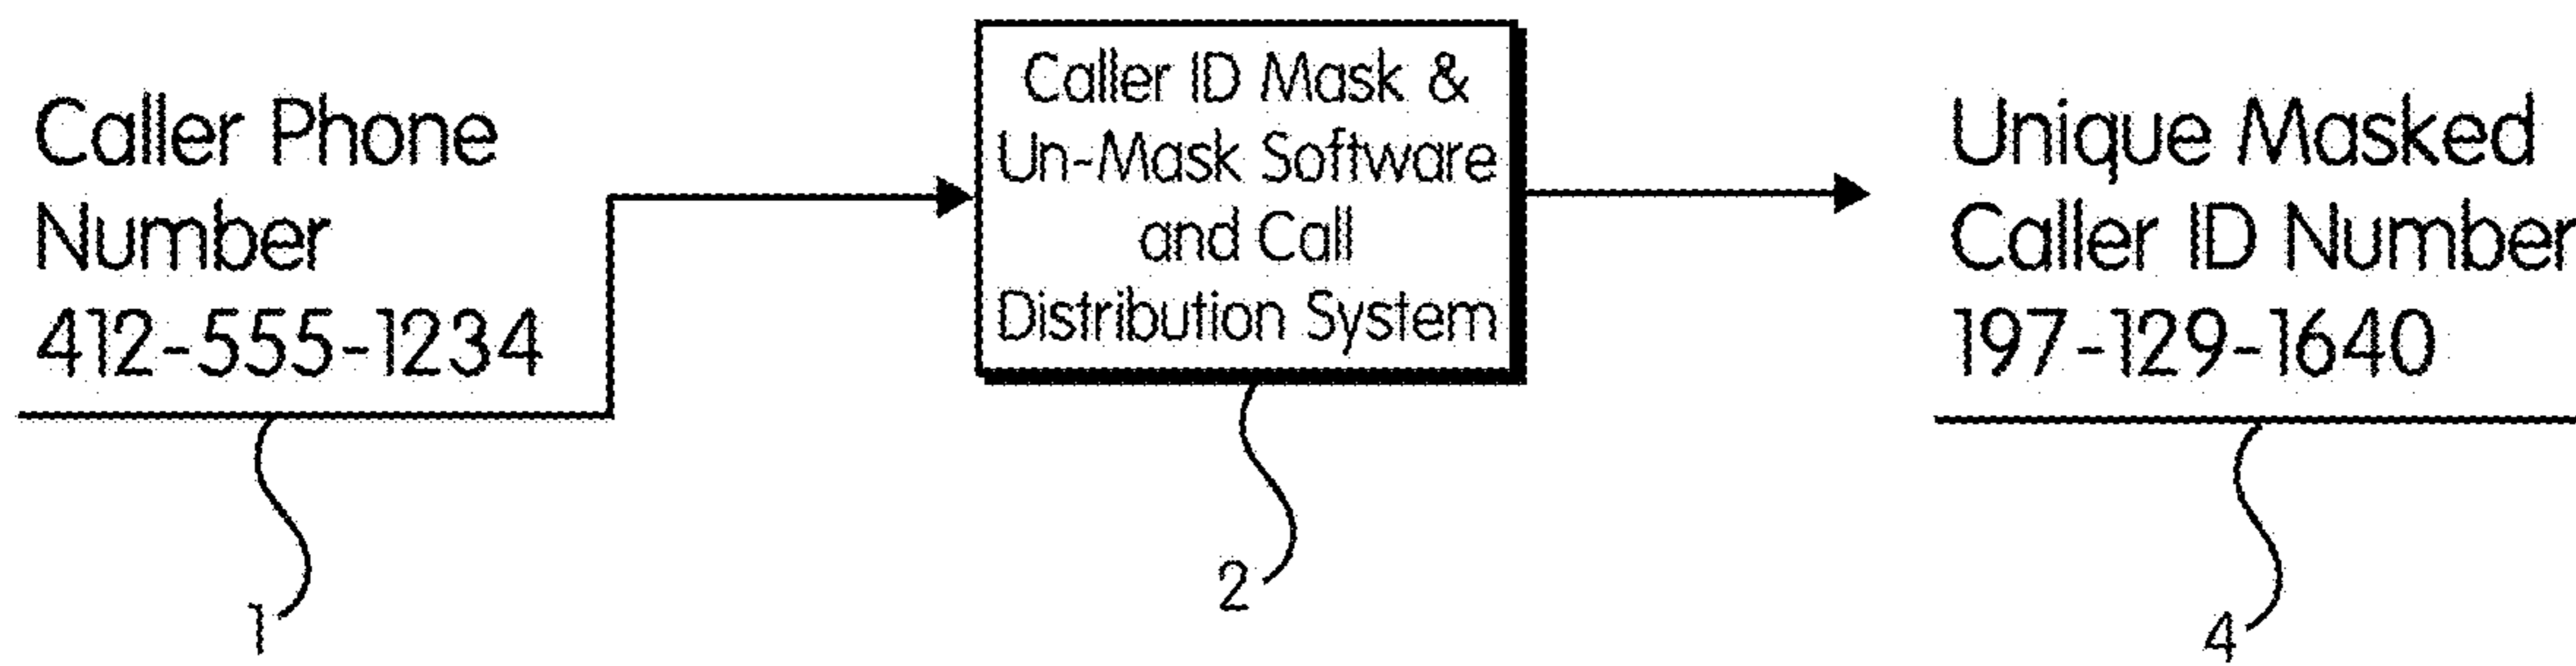 Caller Phone
Number
412-555-1234
1
Caller ID Mask &
Un-Mask Software
and Call
Distribution System
2
Unique Masked
Caller ID Number
197-129-1640
4